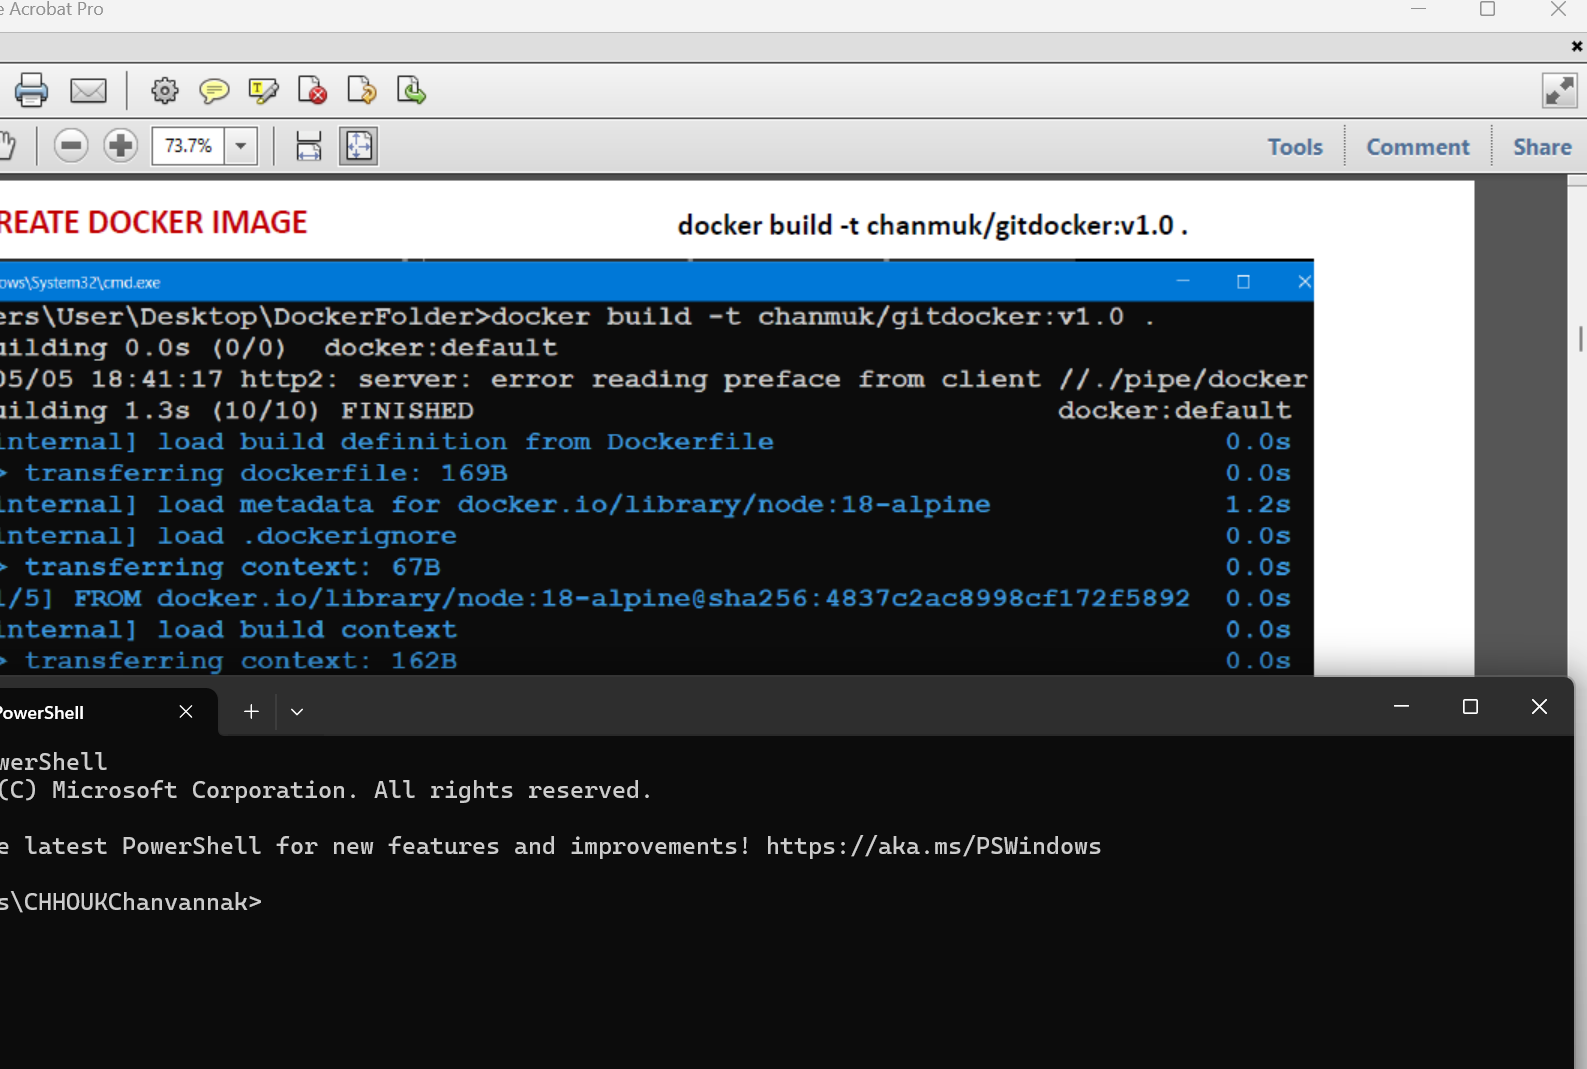 e Acrobat Pro
73.7%
Tools
Comment
Share
REATE DOCKER IMAGE
docker build -t chanmuk/gitdocker:v1.0 .
ows\System32\cmd.exe
ers\User\Desktop\DockerFolder>docker build -t chanmuk/gitdocker:v1.0 .
uilding 0.0s (0/0)  docker:default
05/05 18:41:17 http2: server: error reading preface from client //./pipe/docker
uilding 1.3s (10/10) FINISHED docker:default
internal] load build definition from Dockerfile 0.0s
> transferring dockerfile: 169B 0.0s
internal] load metadata for docker.io/library/node:18-alpine 1.2s
internal] load .dockerignore 0.0s
> transferring context: 67B 0.0s
1/5] FROM docker.io/library/node:18-alpine@sha256:4837c2ac8998cf172f5892 0.0s
internal] load build context 0.0s
> transferring context: 162B 0.0s
PowerShell
werShell
(C) Microsoft Corporation. All rights reserved.
e latest PowerShell for new features and improvements! https://aka.ms/PSWindows
s\CHHOUKChanvannak>